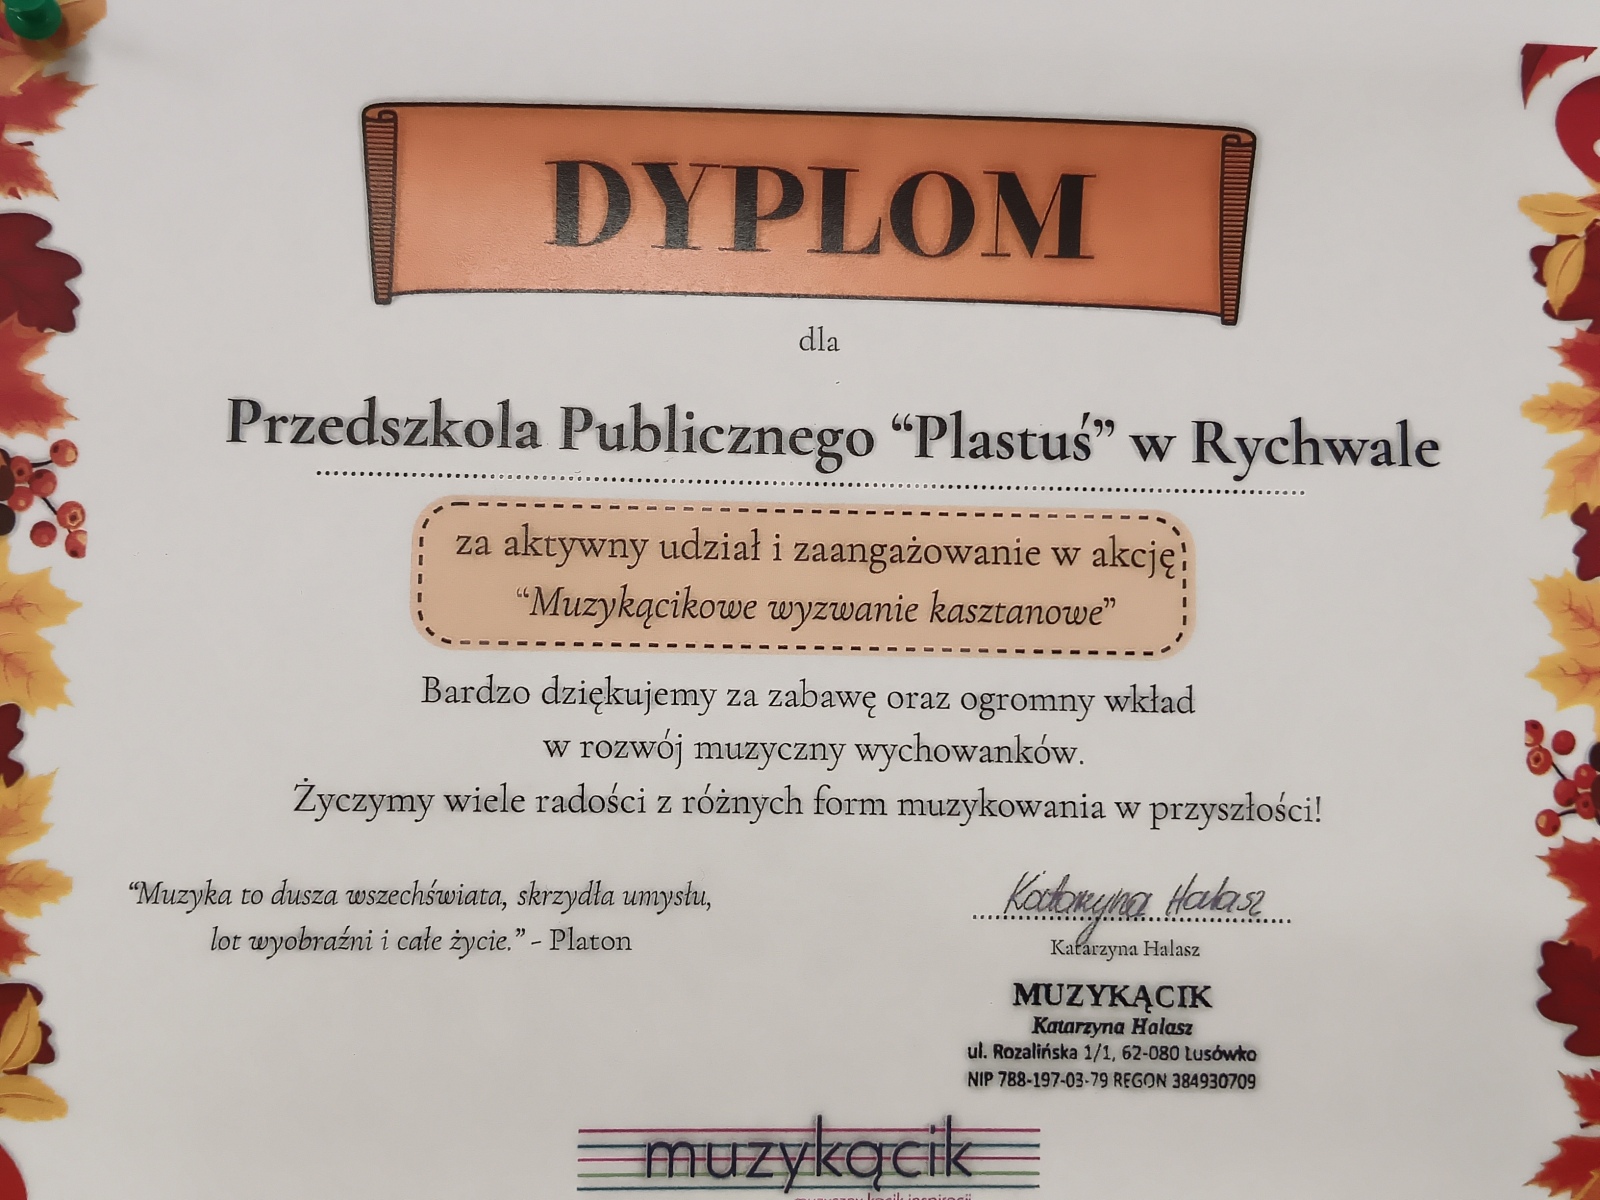 DYPLOM
dla
Przedszkola Publicznego “Plastuś” w Rychwale
za aktywny udział i zaangażowanie w akcję
“Muzykącikowe wyzwanie kasztanowe”
Bardzo dziękujemy za zabawę oraz ogromny wkład
w rozwój muzyczny wychowanków.
Życzymy wiele radości z różnych form muzykowania w przyszłości!
“Muzyka to dusza wszechświata, skrzydła umysłu,
lot wyobraźni i całe życie.” - Platon
Katarzyna Halasz
Katarzyna Halasz
MUZYKĄCIK
Katarzyna Halasz
ul. Rozalińska 1/1, 62-080 Lusówko
NIP 788-197-03-79 REGON 384930709
muzykącik